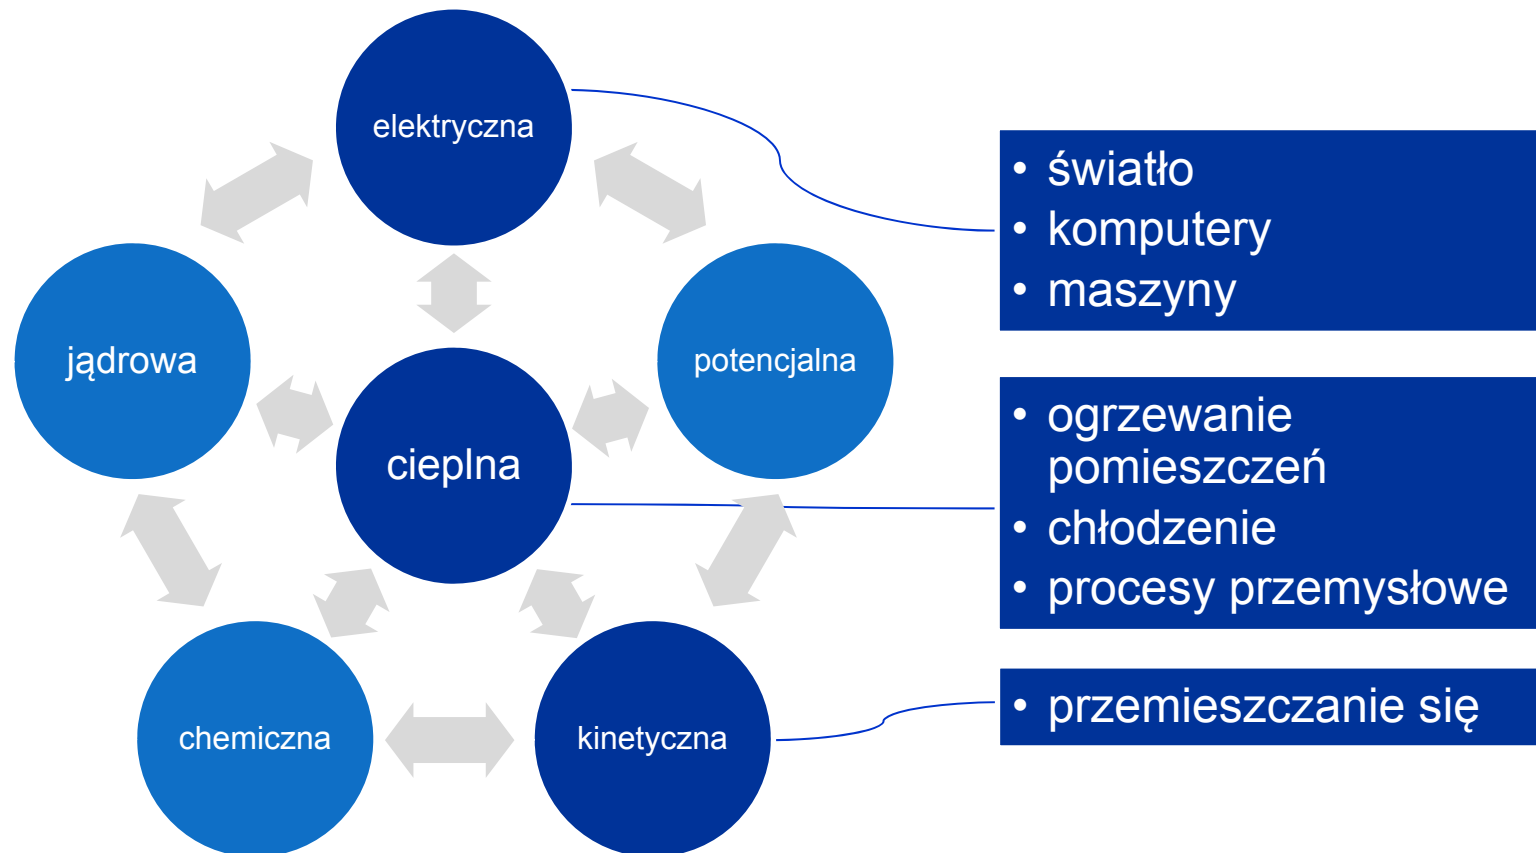 elektryczna
jądrowa
potencjalna
cieplna
chemiczna
kinetyczna
• światło
• komputery
• maszyny
• ogrzewanie
pomieszczeń
• chłodzenie
• procesy przemysłowe
• przemieszczanie się